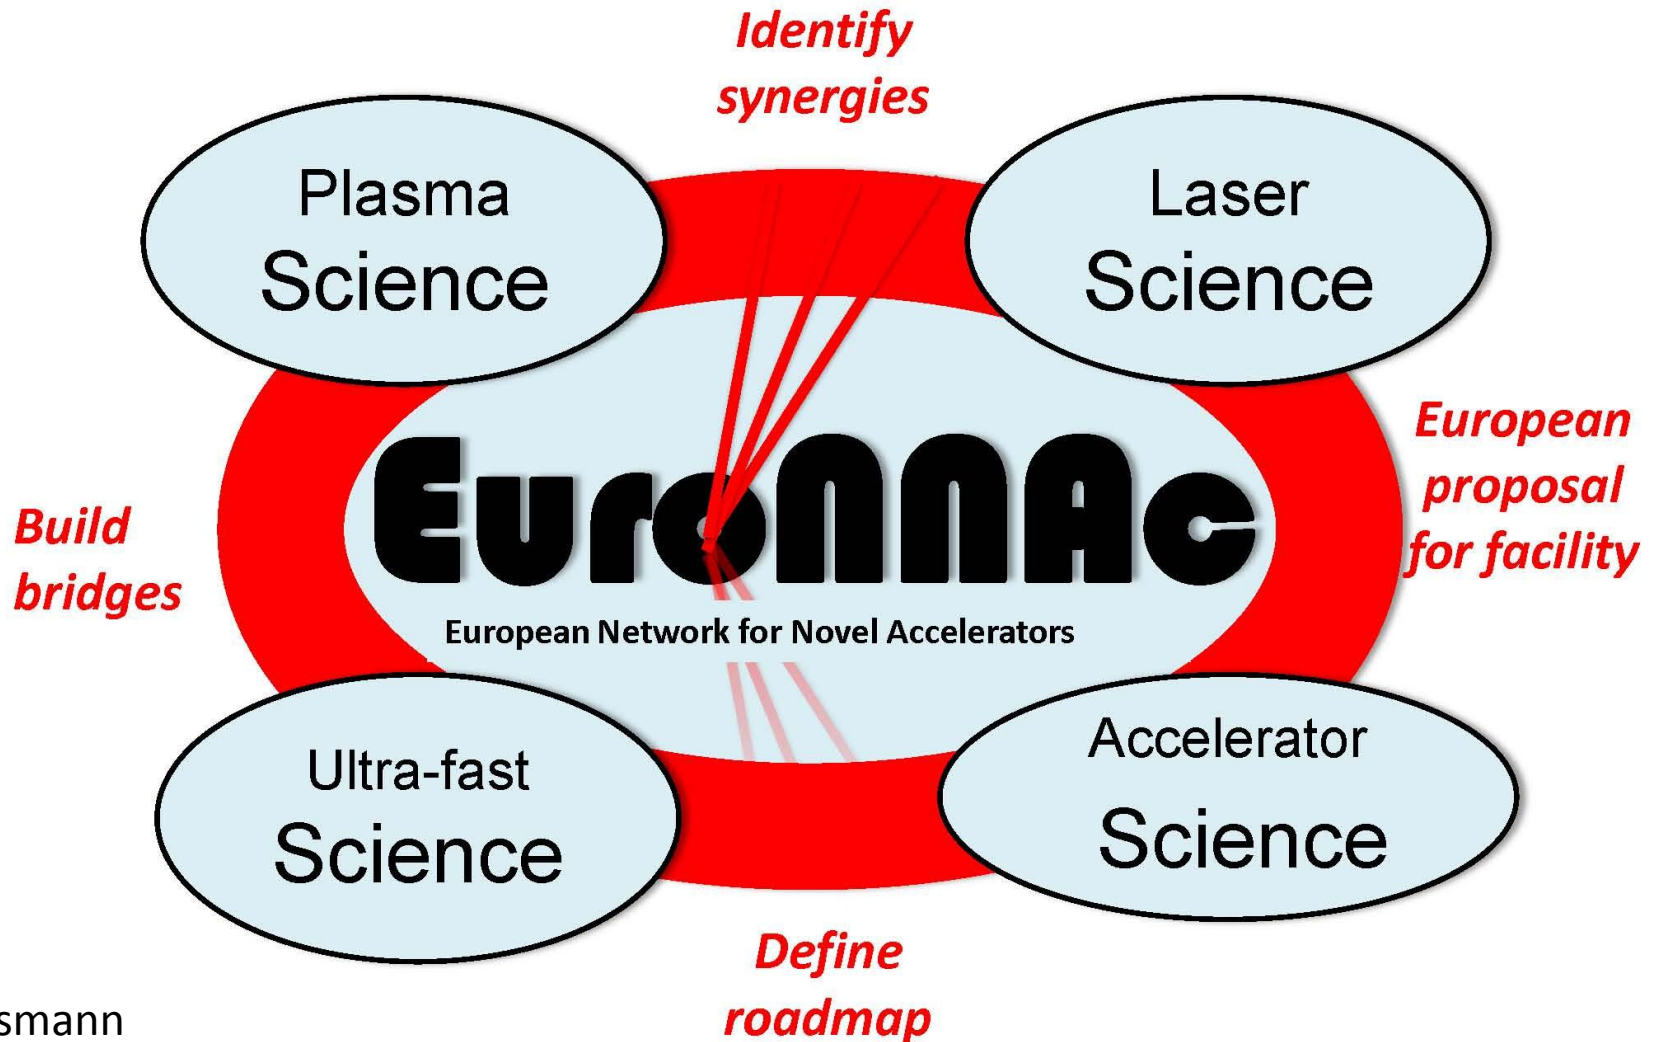 Identify
synergies
Plasma
Science
Laser
Science
European
proposal
for facility
EuroNNAc
European Network for Novel Accelerators
Build
bridges
Ultra-fast
Science
Accelerator
Science
Define
roadmap
smann